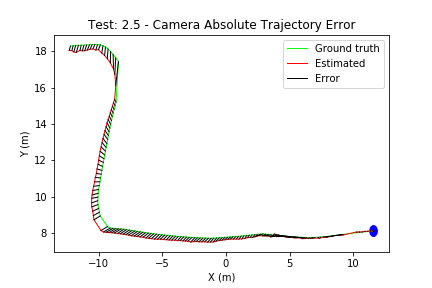 Test: 2.5 - Camera Absolute Trajectory Error
Ground truth
Estimated
Error
Y (m)
18
16
14
12
10
8
−10
−5
0
5
10
X (m)